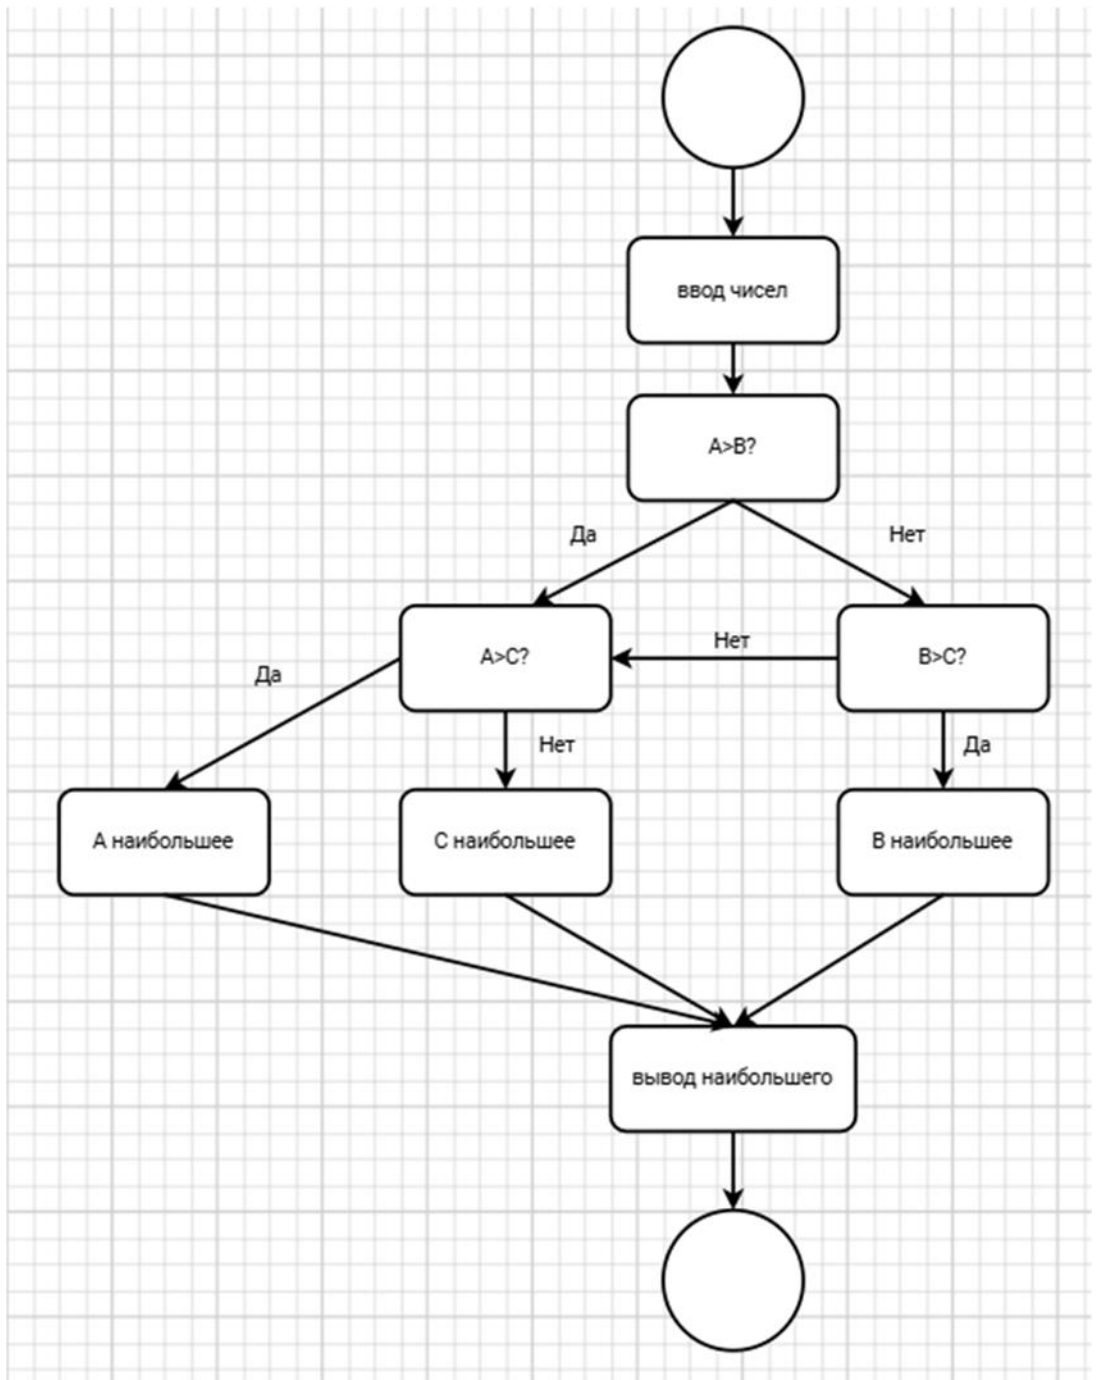 ввод чисел
A>B?
Да
Нет
A>C?
Нет
B>C?
Да
Нет
Да
A наибольшее
C наибольшее
B наибольшее
вывод наибольшего